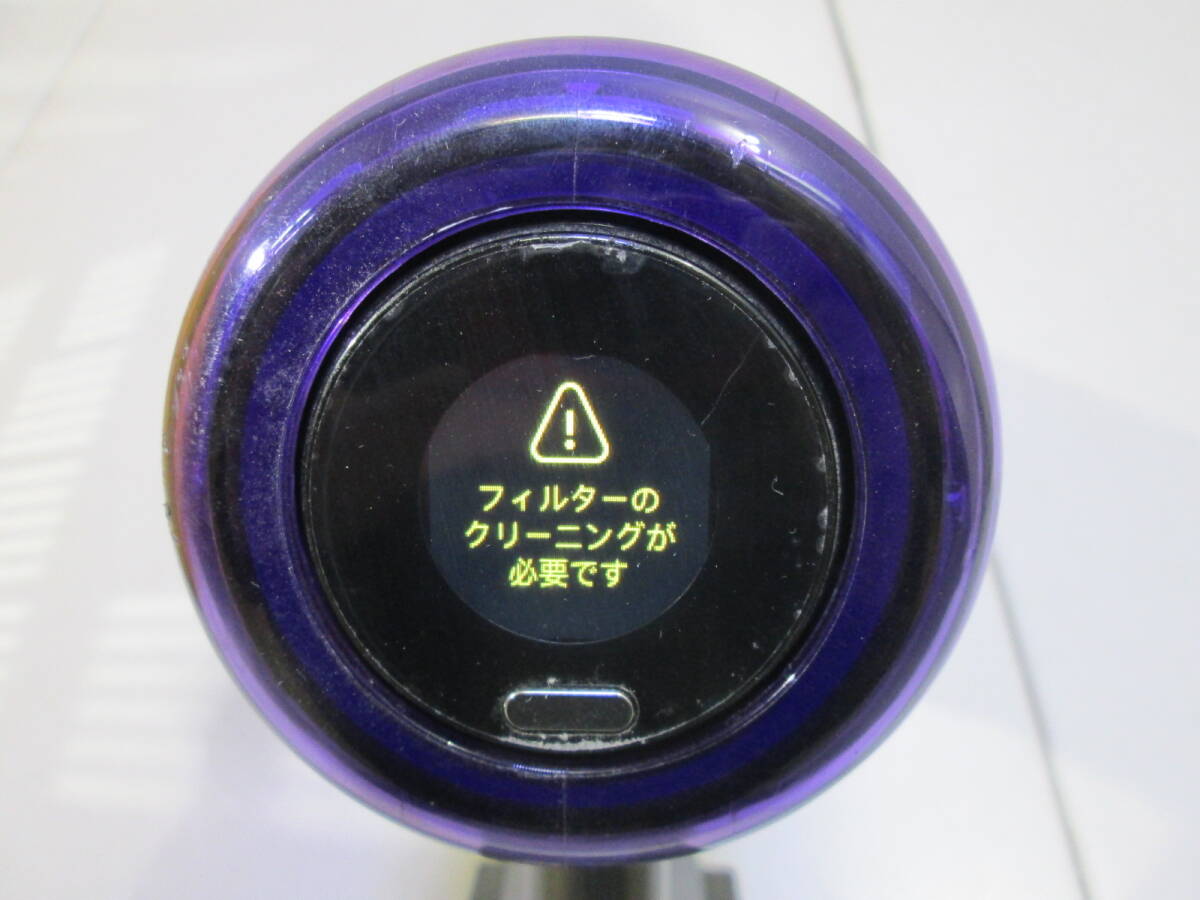 フィルターの
クリーニングが
必要です